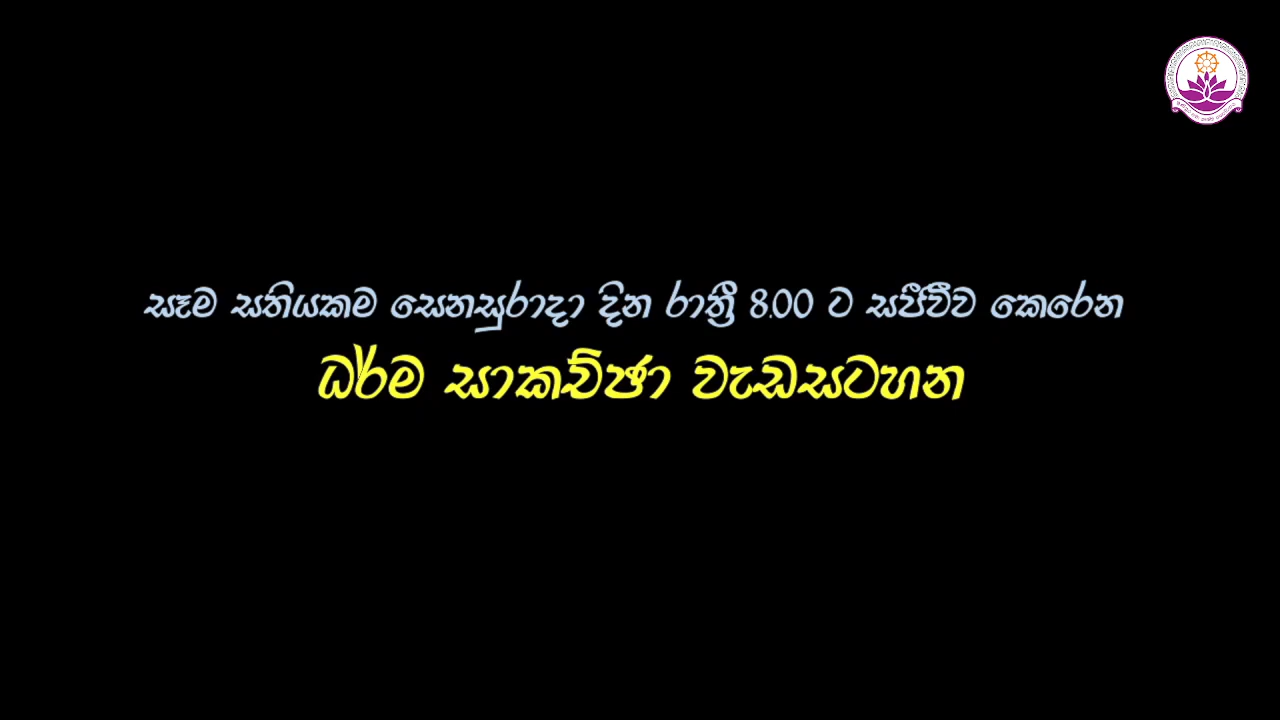 සෑම සතියකම සෙනසුරාදා දින රාත්‍රී 8.00 ට සජීවීව කෙරෙන
ධර්ම සාකච්ඡා වැඩසටහන